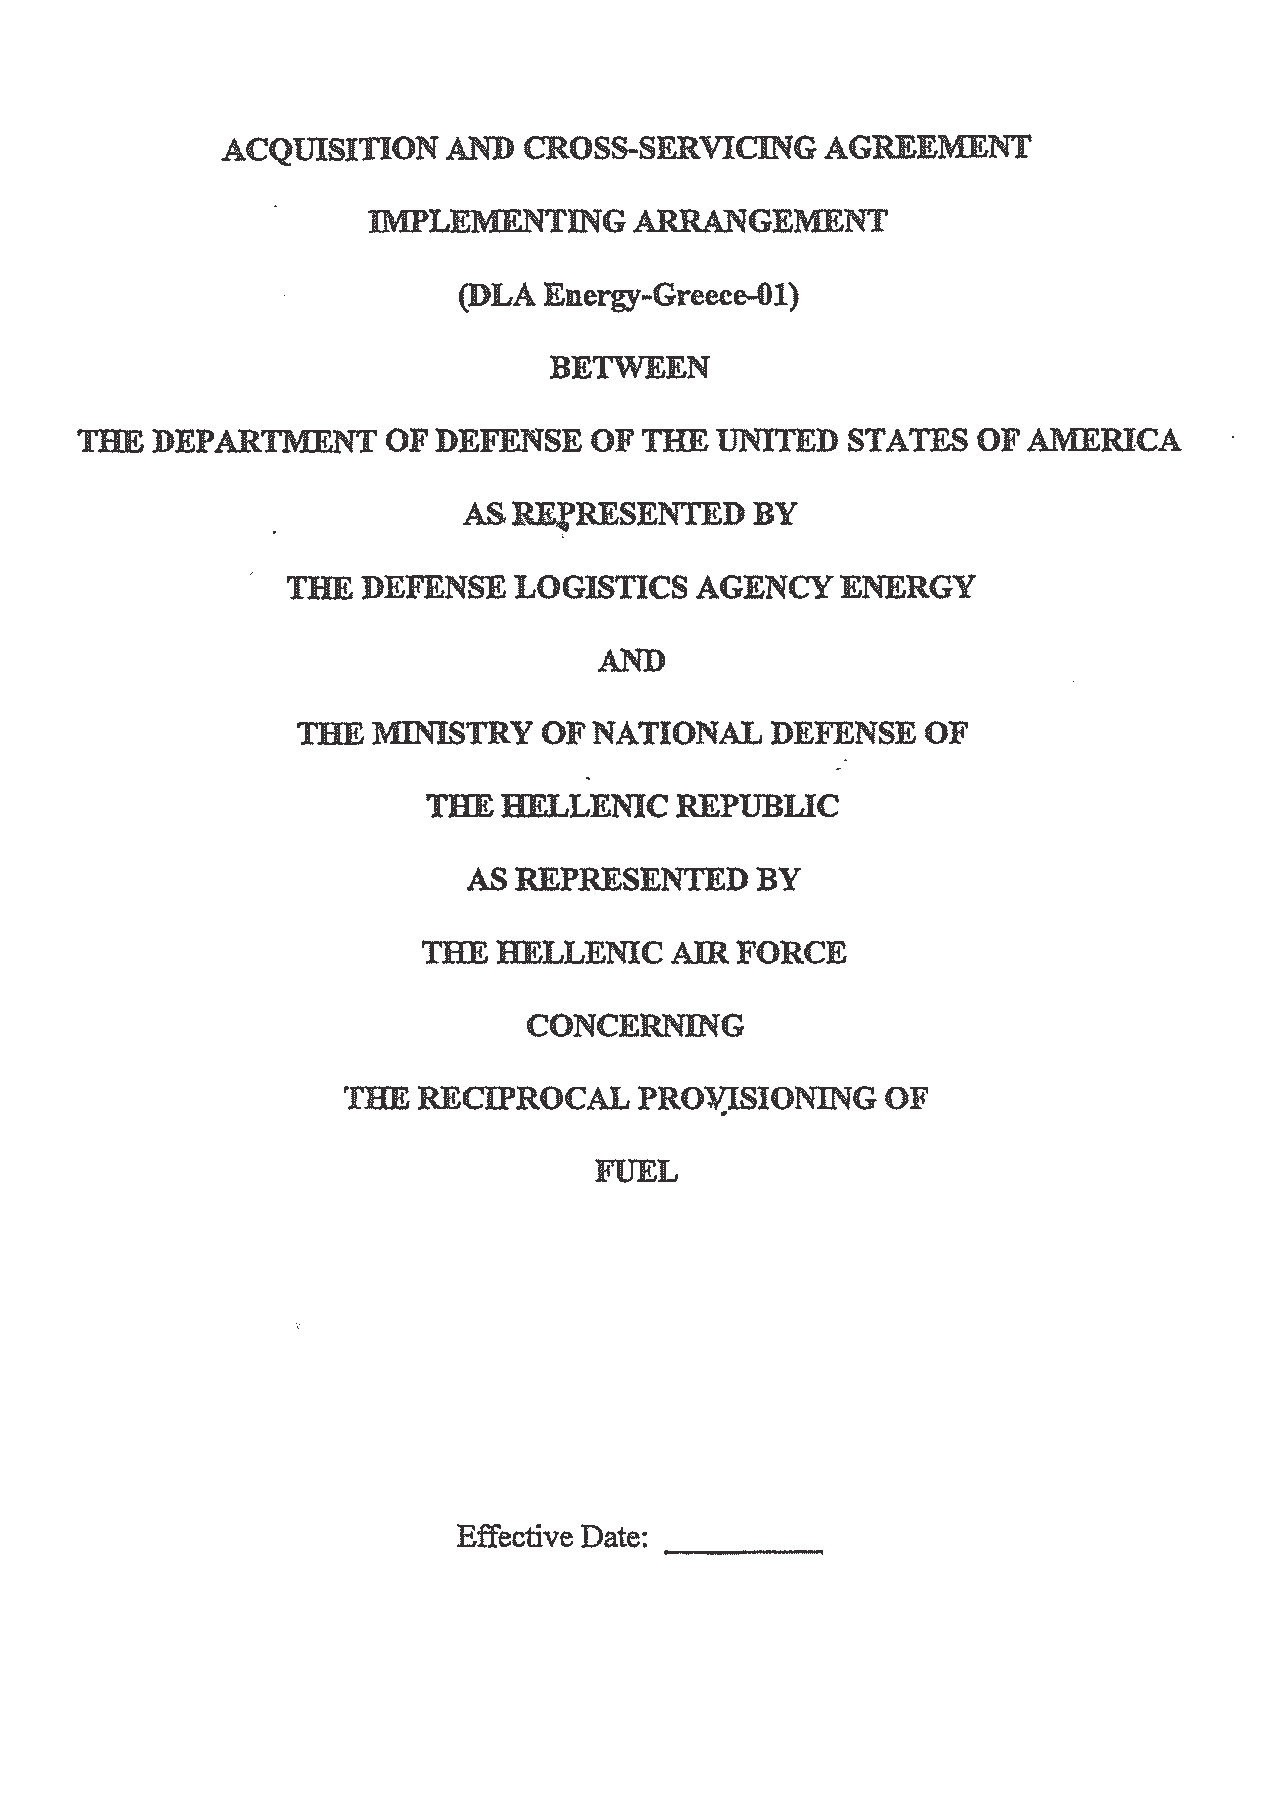 ACQUISITION AND CROSS-SERVICING AGREEMENT
IMPLEMENTING ARRANGEMENT
(DLA Energy-Greece-01)
BETWEEN
THE DEPARTMENT OF DEFENSE OF THE UNITED STATES OF AMERICA
AS REPRESENTED BY
THE DEFENSE LOGISTICS AGENCY ENERGY
AND
THE MINISTRY OF NATIONAL DEFENSE OF
THE HELLENIC REPUBLIC
AS REPRESENTED BY
THE HELLENIC AIR FORCE
CONCERNING
THE RECIPROCAL PROVISIONING OF
FUEL
Effective Date: __________